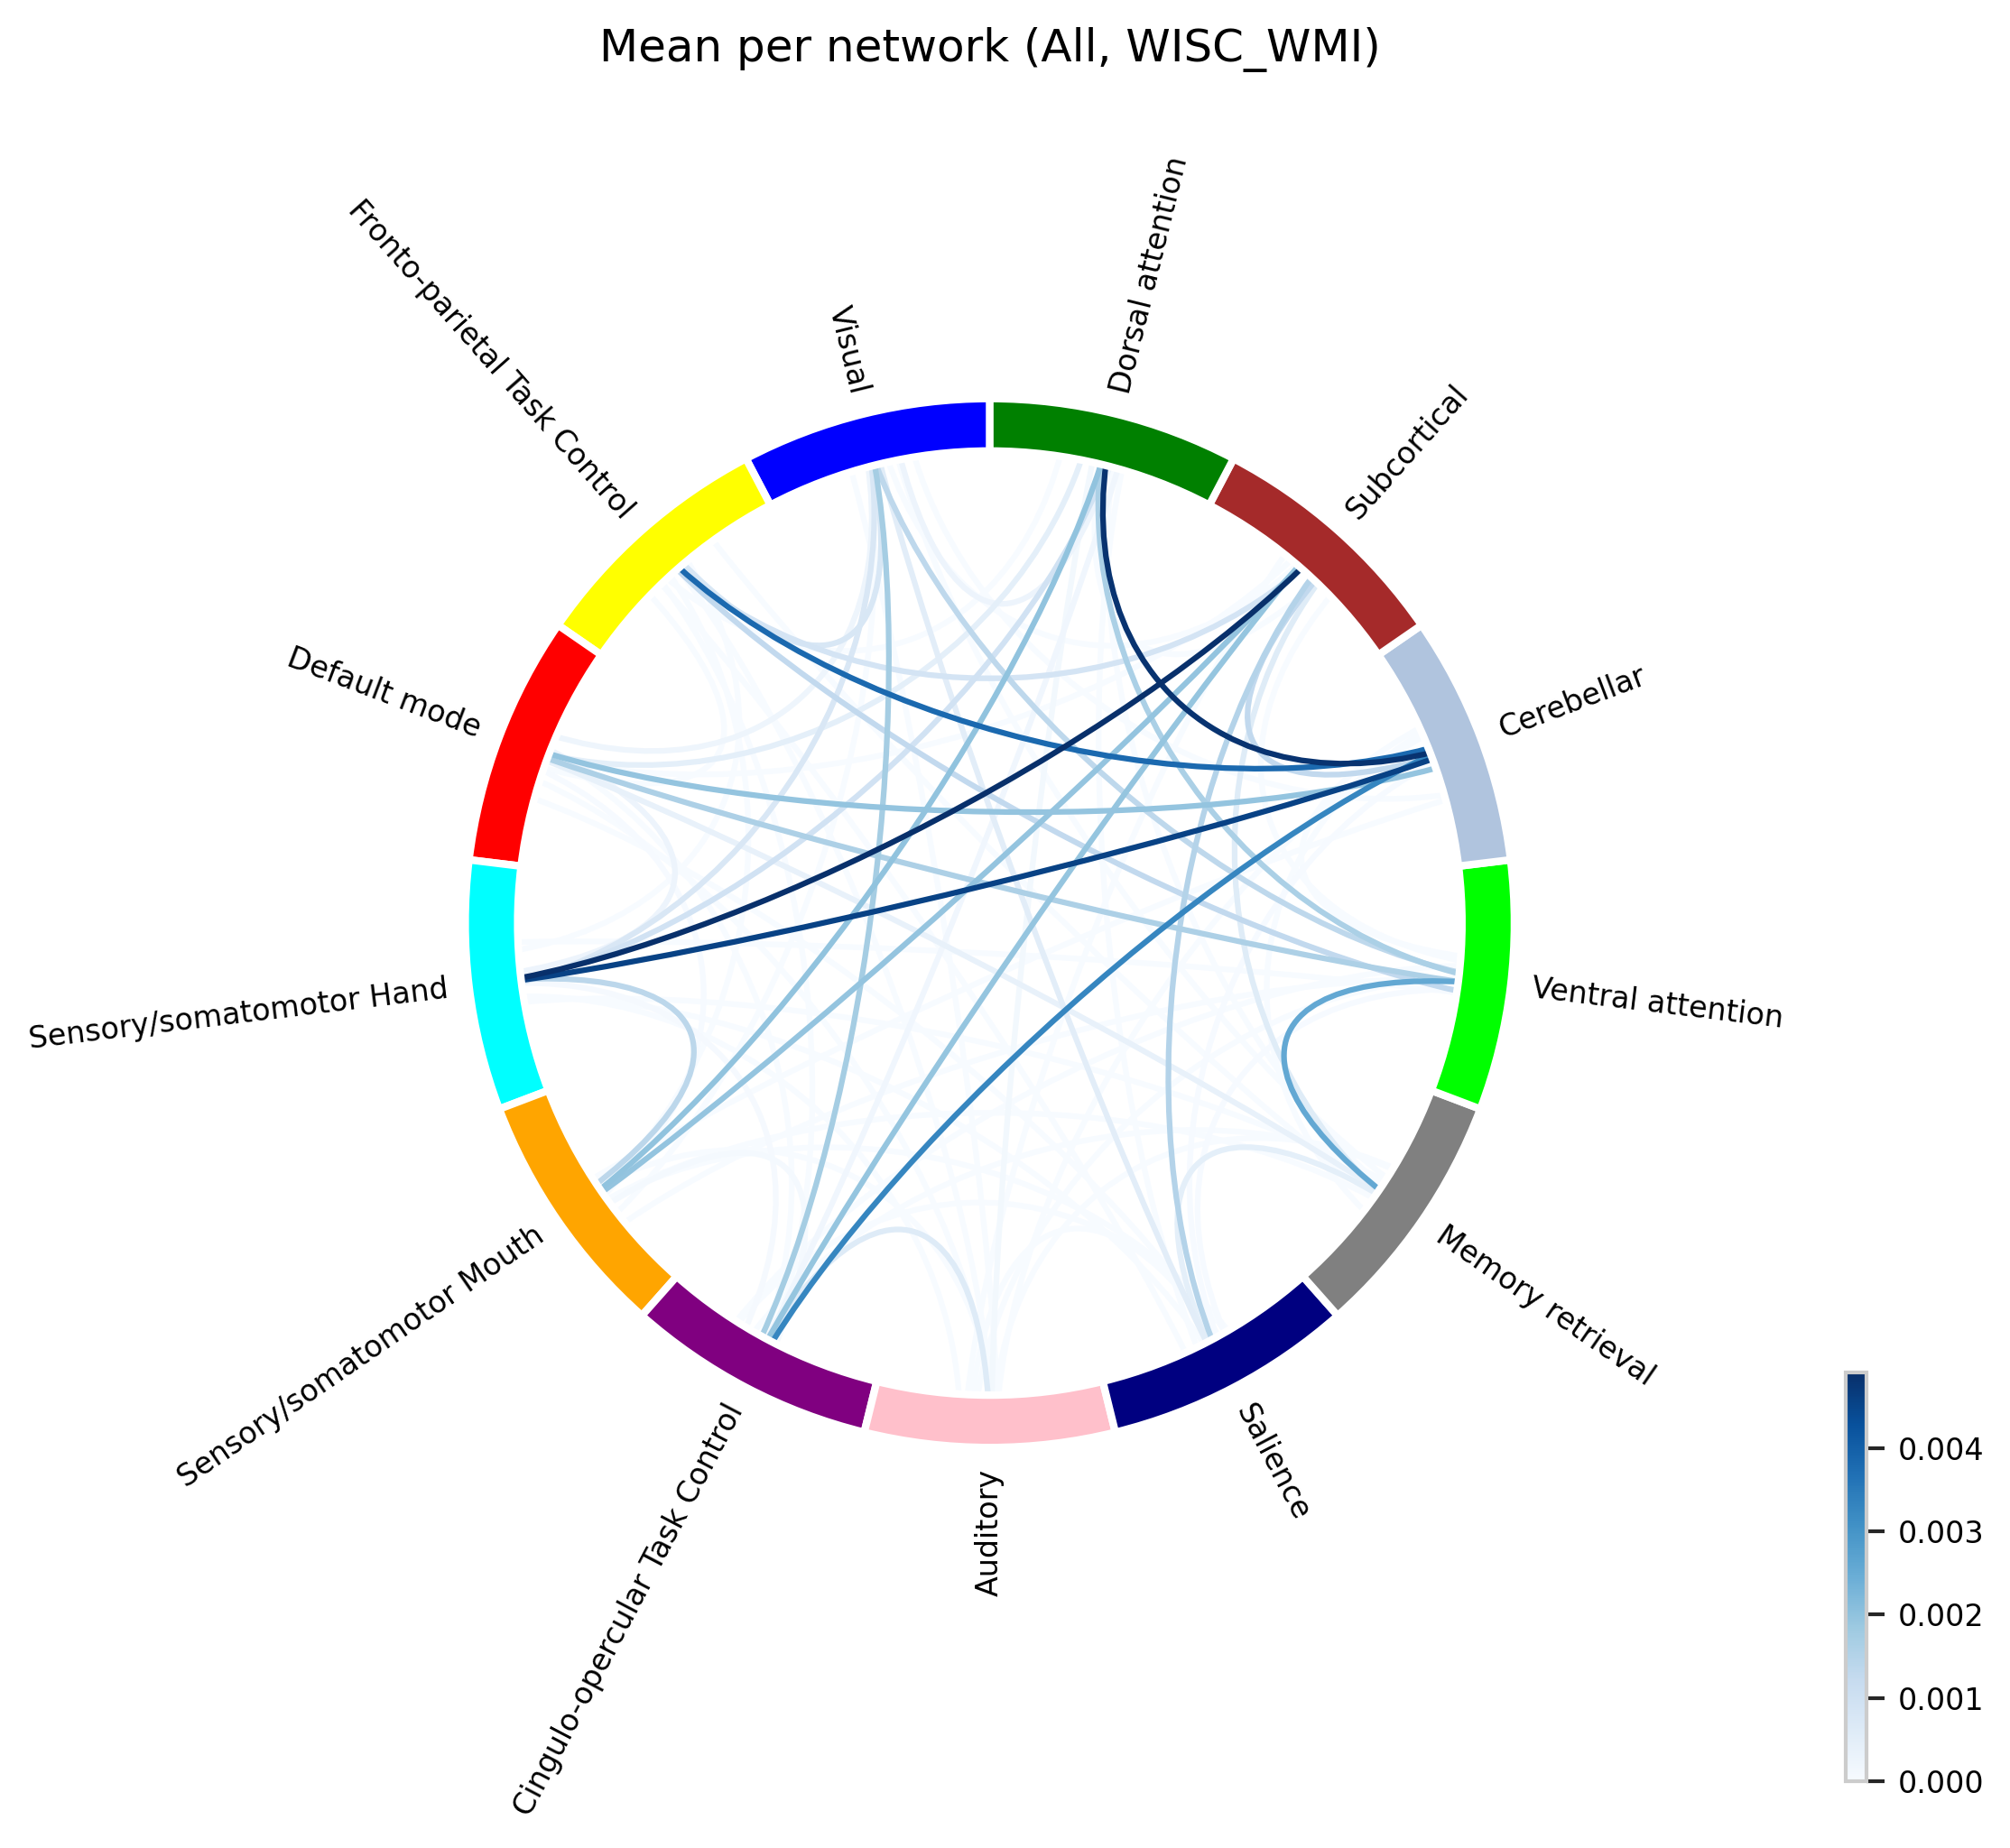 Mean per network (All, WISC_WMI)
Dorsal attention
Visual
Fronto-parietal Task Control
Subcortical
Default mode
Cerebellar
Sensory/somatomotor Hand
Ventral attention
Sensory/somatomotor Mouth
Memory retrieval
Cingulo-opercular Task Control
Auditory
Salience
0.004
0.003
0.002
0.001
0.000